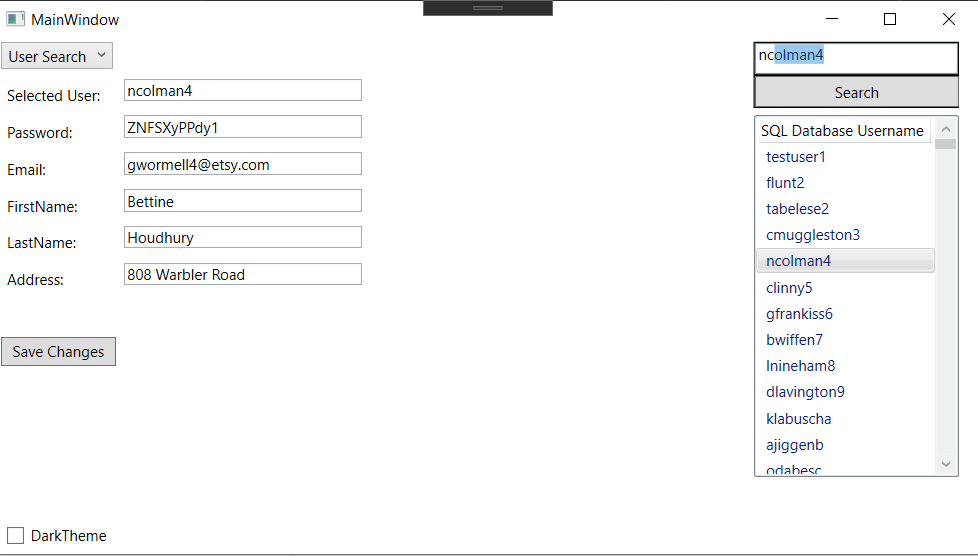 MainWindow
User Search
Selected User: ncolman4
Password: ZNFSXyPPdy1
Email: gwormell4@etsy.com
FirstName: Bettine
LastName: Houdhury
Address: 808 Warbler Road
Save Changes
DarkTheme
ncolman4
Search
SQL Database Username
testuser1
flunt2
tabelese2
cmuggleston3
ncolman4
clinny5
gfrankiss6
bwiffen7
lnineham8
dlavington9
klabuscha
ajiggenb
odabesc